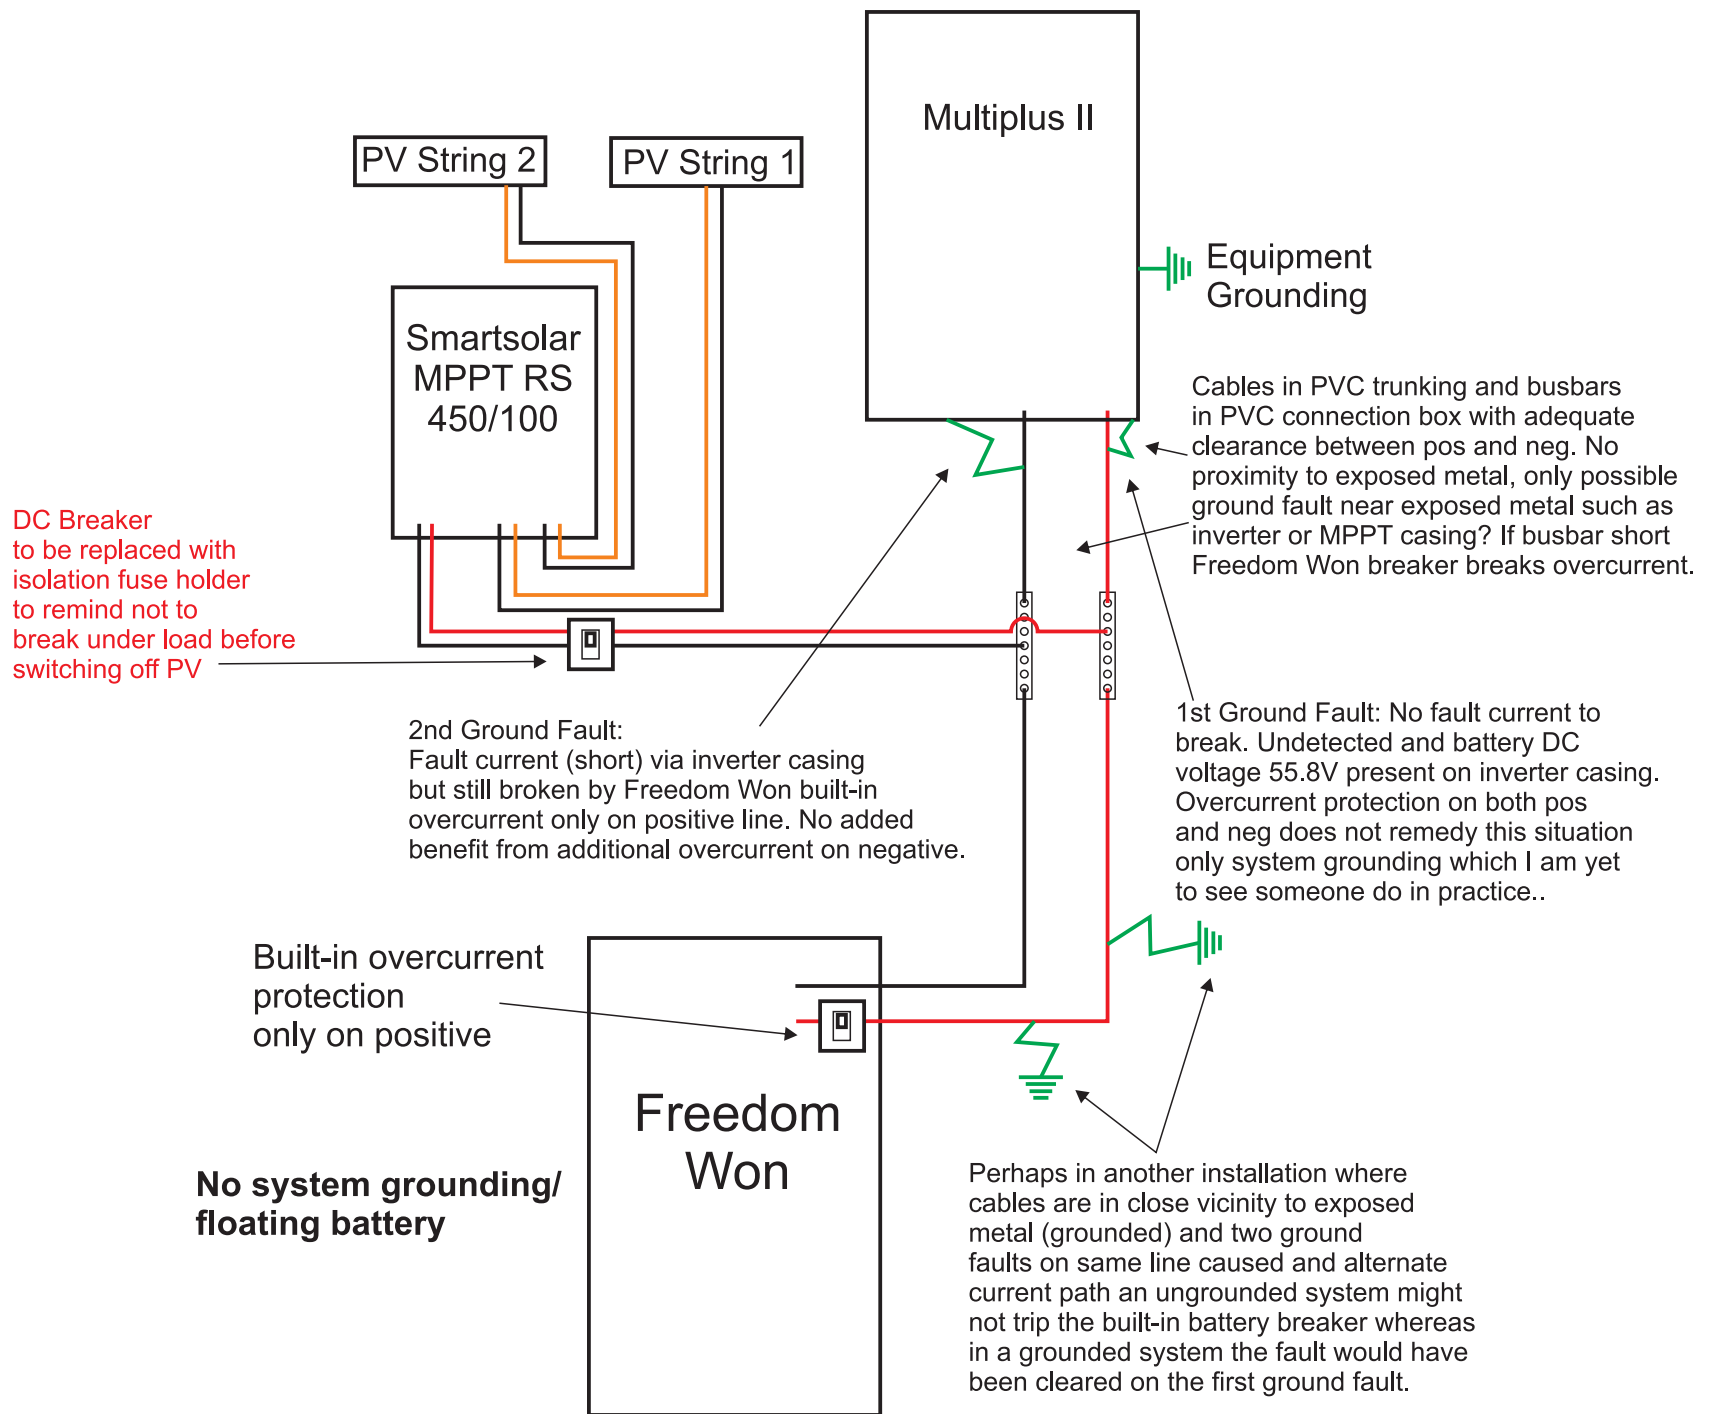 Multiplus II
PV String 2
PV String 1
Equipment
Grounding
Smartsolar
MPPT RS
450/100
Cables in PVC trunking and busbars
in PVC connection box with adequate
clearance between pos and neg. No
proximity to exposed metal, only possible
ground fault near exposed metal such as
inverter or MPPT casing? If busbar short
Freedom Won breaker breaks overcurrent.
DC Breaker
to be replaced with
isolation fuse holder
to remind not to
break under load before
switching off PV
2nd Ground Fault:
Fault current (short) via inverter casing
but still broken by Freedom Won built-in
overcurrent only on positive line. No added
benefit from additional overcurrent on negative.
1st Ground Fault: No fault current to
break. Undetected and battery DC
voltage 55.8V present on inverter casing.
Overcurrent protection on both pos
and neg does not remedy this situation
only system grounding which I am yet
to see someone do in practice..
Built-in overcurrent
protection
only on positive
Freedom
Won
No system grounding/
floating battery
Perhaps in another installation where
cables are in close vicinity to exposed
metal (grounded) and two ground
faults on same line caused and alternate
current path an ungrounded system might
not trip the built-in battery breaker whereas
in a grounded system the fault would have
been cleared on the first ground fault.